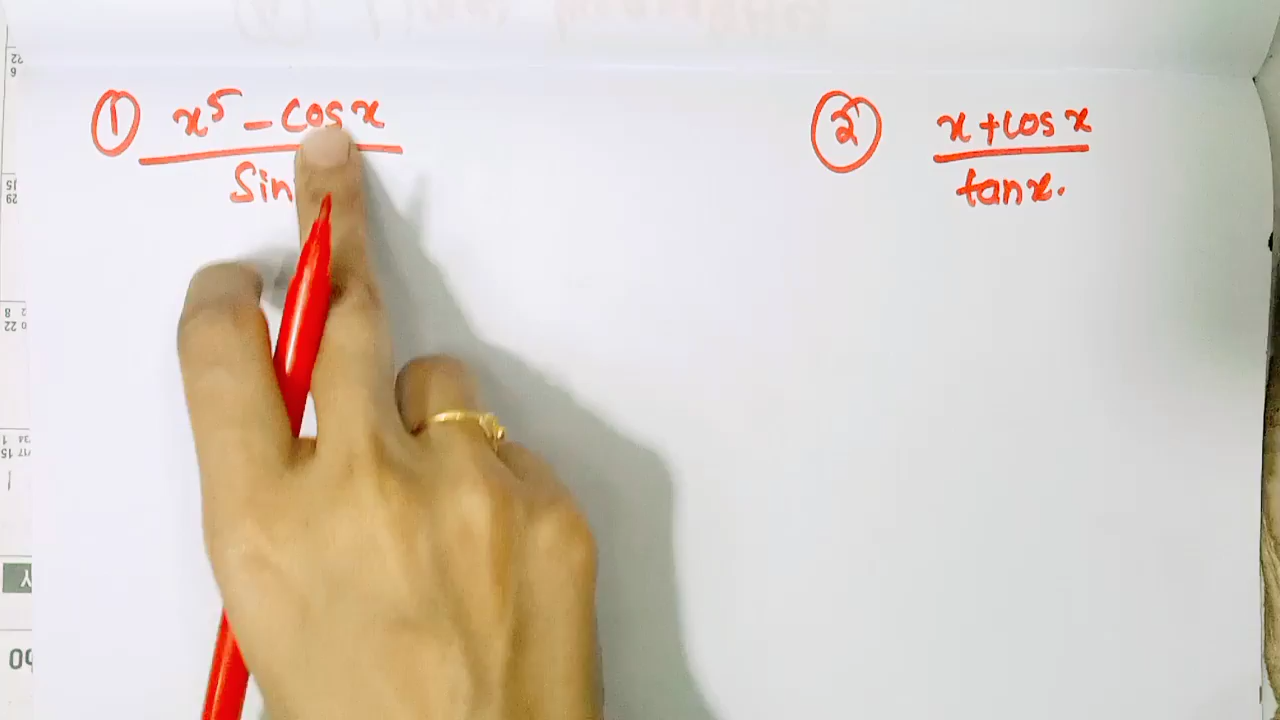 ① x⁵ - cos x
Sin
② x + cos x
tan x.